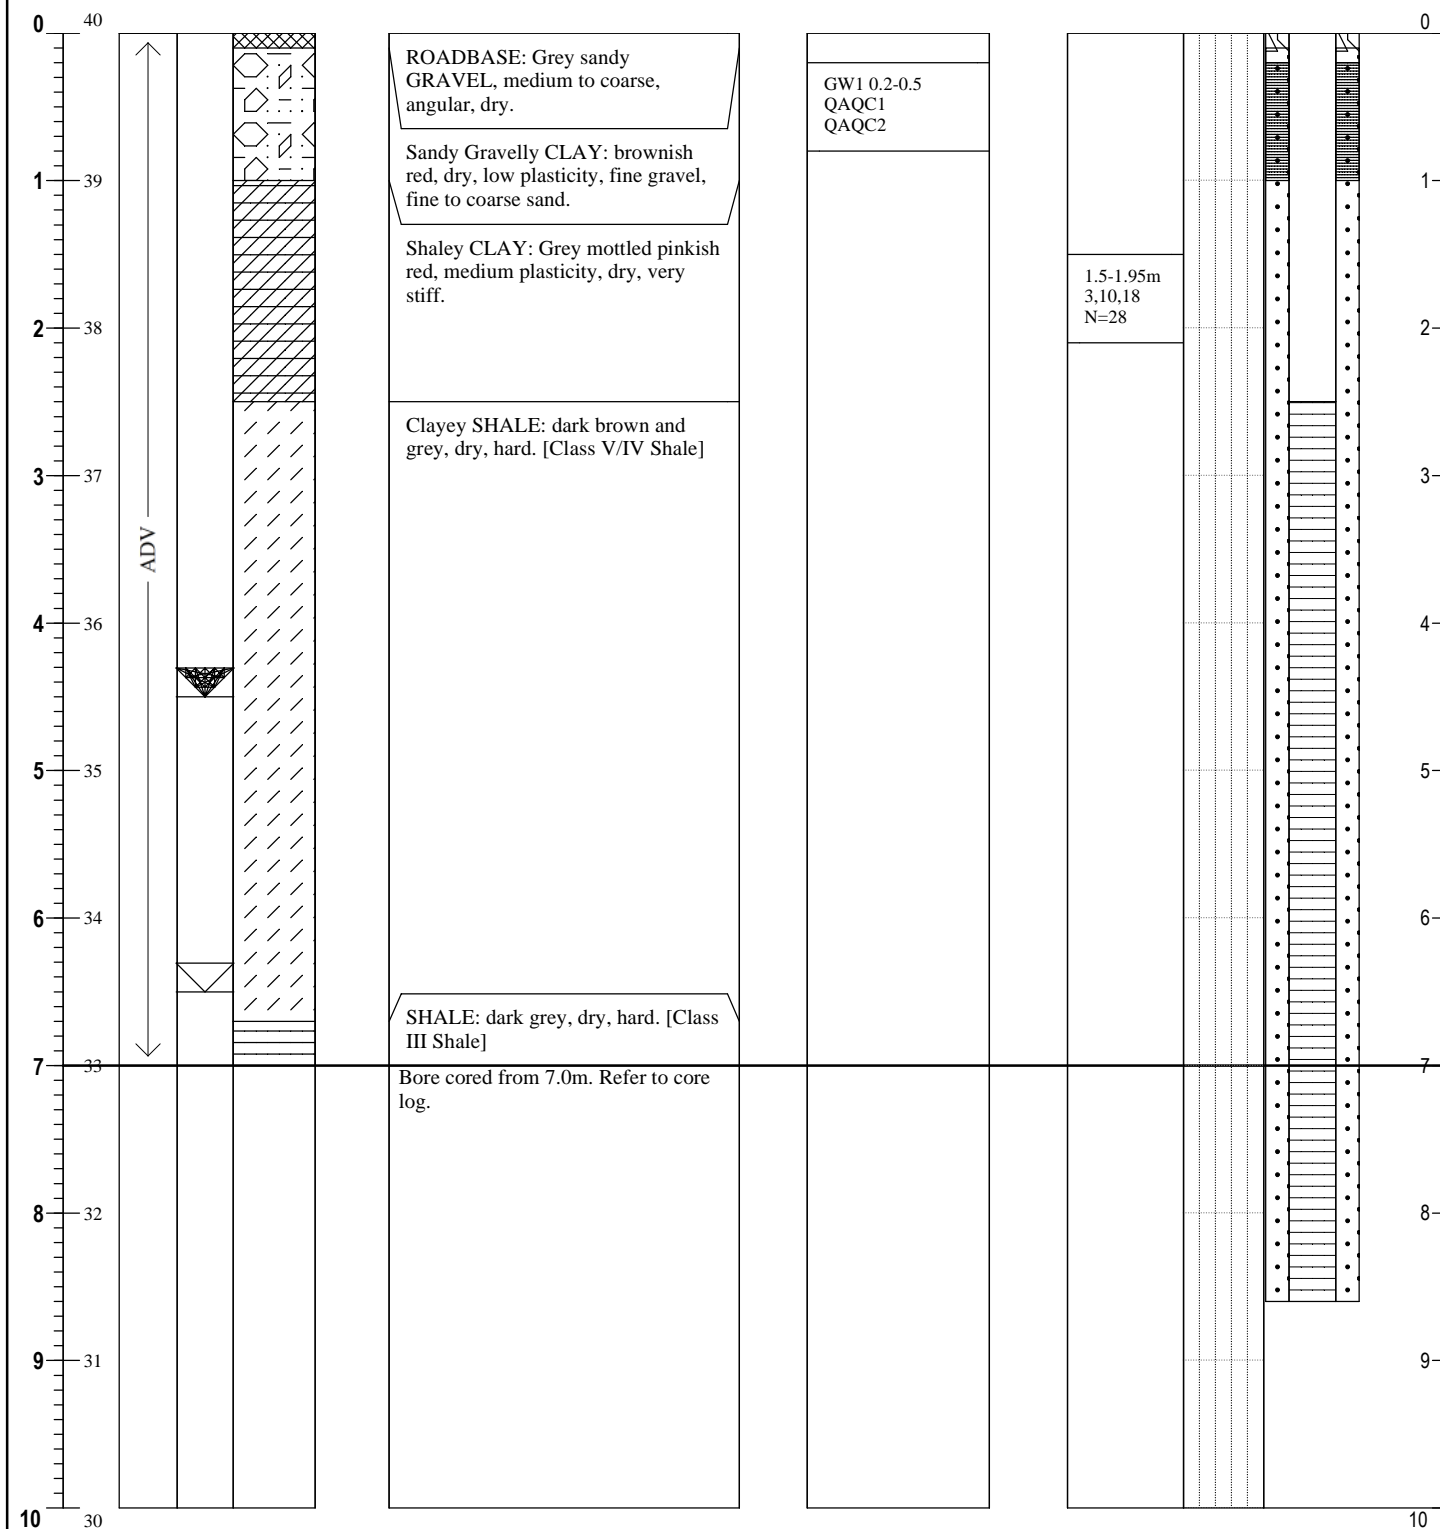 0 40 0
ROADBASE: Grey sandy
GRAVEL, medium to coarse,
angular, dry.
GW1 0.2-0.5
QAQC1
QAQC2
Sandy Gravelly CLAY: brownish
red, dry, low plasticity, fine gravel,
fine to coarse sand.
1 39 1
Shaley CLAY: Grey mottled pinkish
red, medium plasticity, dry, very
stiff.
1.5-1.95m
3,10,18
N=28
2 38 2
Clayey SHALE: dark brown and
grey, dry, hard. [Class V/IV Shale]
3 37 3
ADV
4 36 4
5 35 5
6 34 6
SHALE: dark grey, dry, hard. [Class
III Shale]
7 33 7
Bore cored from 7.0m. Refer to core
log.
8 32 8
9 31 9
10 30 10